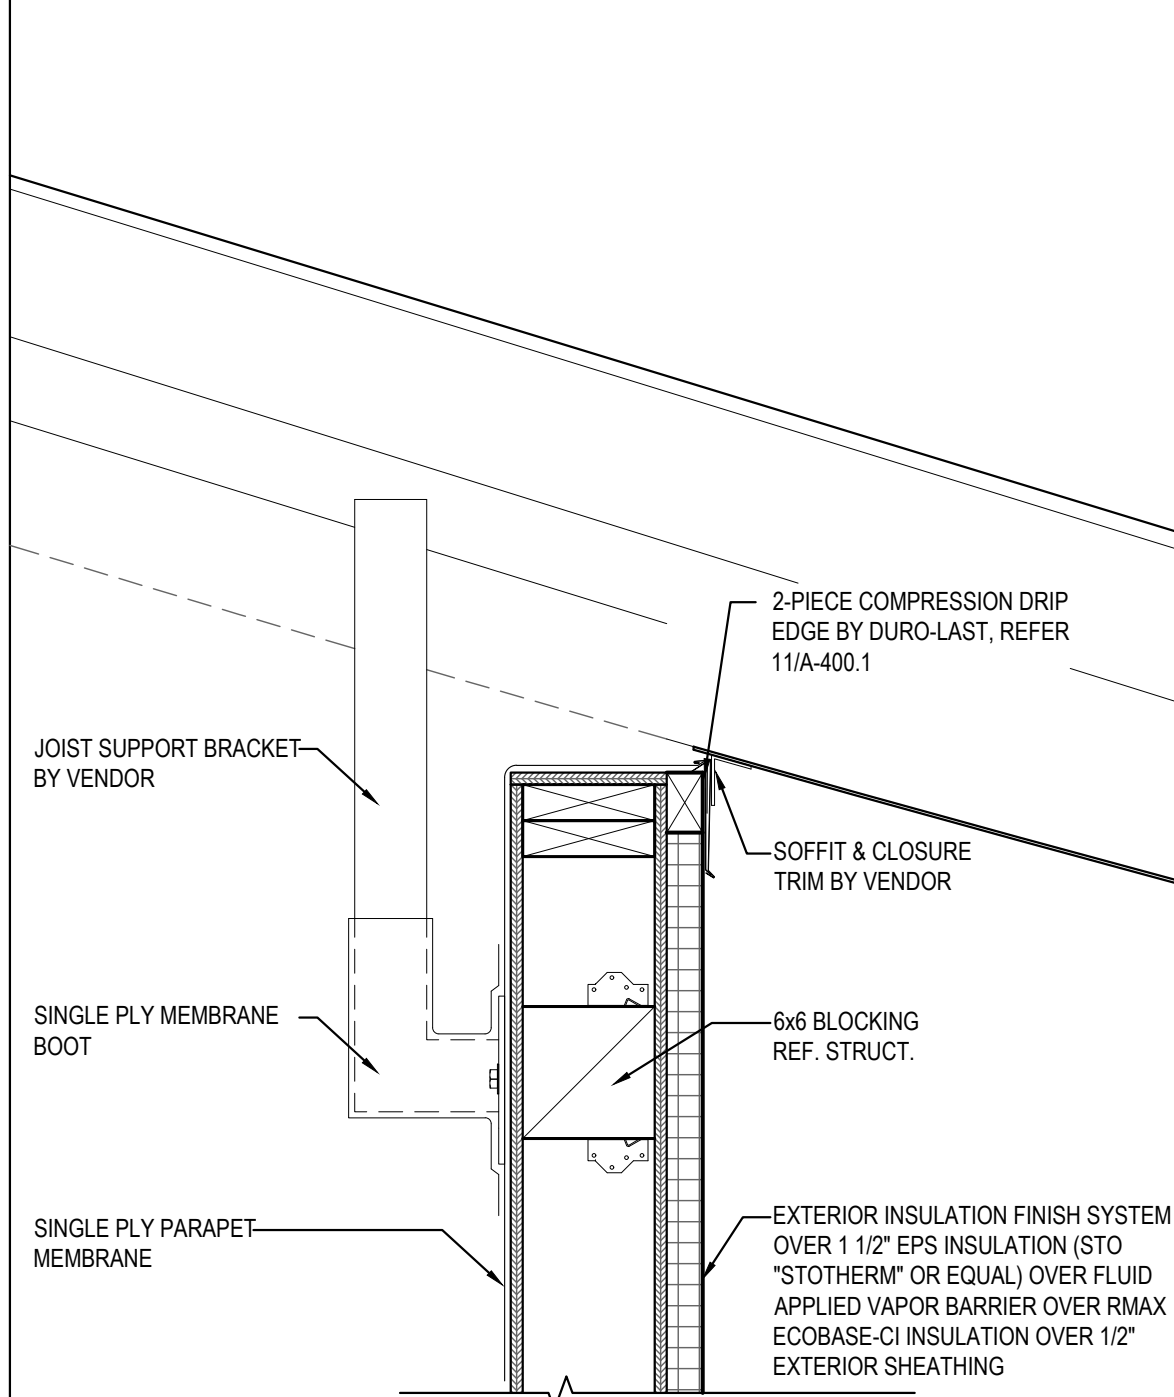 2-PIECE COMPRESSION DRIP
EDGE BY DURO-LAST, REFER
11/A-400.1
JOIST SUPPORT BRACKET
BY VENDOR
SOFFIT & CLOSURE
TRIM BY VENDOR
SINGLE PLY MEMBRANE
BOOT
6x6 BLOCKING
REF. STRUCT.
SINGLE PLY PARAPET
MEMBRANE
EXTERIOR INSULATION FINISH SYSTEM
OVER 1 1/2" EPS INSULATION (STO
"STOTHERM" OR EQUAL) OVER FLUID
APPLIED VAPOR BARRIER OVER RMAX
ECOBASE-CI INSULATION OVER 1/2"
EXTERIOR SHEATHING